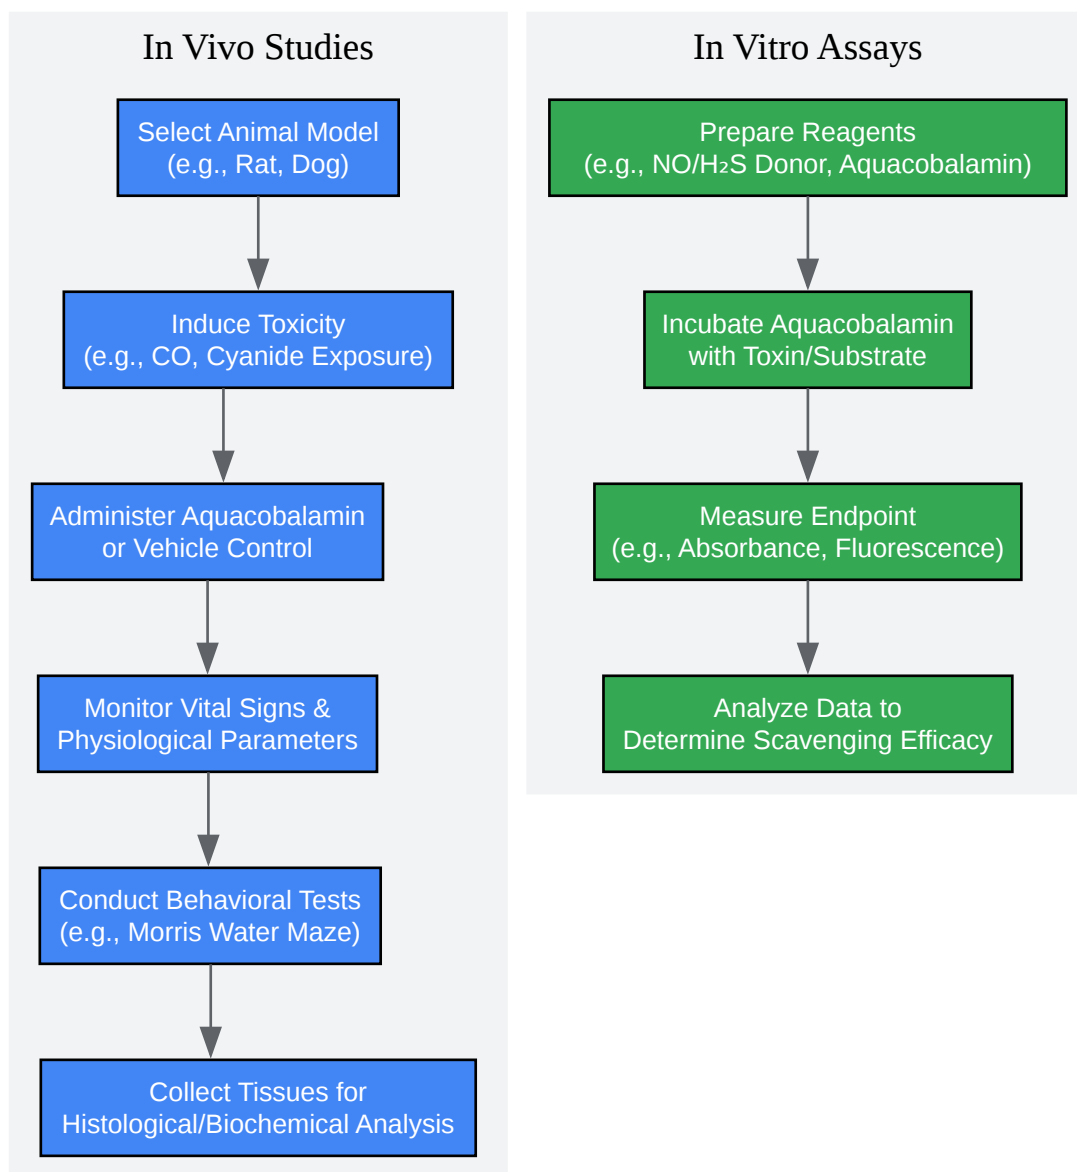 In Vivo Studies
Select Animal Model
(e.g., Rat, Dog)
Induce Toxicity
(e.g., CO, Cyanide Exposure)
Administer Aquacobalamin
or Vehicle Control
Monitor Vital Signs &
Physiological Parameters
Conduct Behavioral Tests
(e.g., Morris Water Maze)
Collect Tissues for
Histological/Biochemical Analysis
In Vitro Assays
Prepare Reagents
(e.g., NO/H₂S Donor, Aquacobalamin)
Incubate Aquacobalamin
with Toxin/Substrate
Measure Endpoint
(e.g., Absorbance, Fluorescence)
Analyze Data to
Determine Scavenging Efficacy